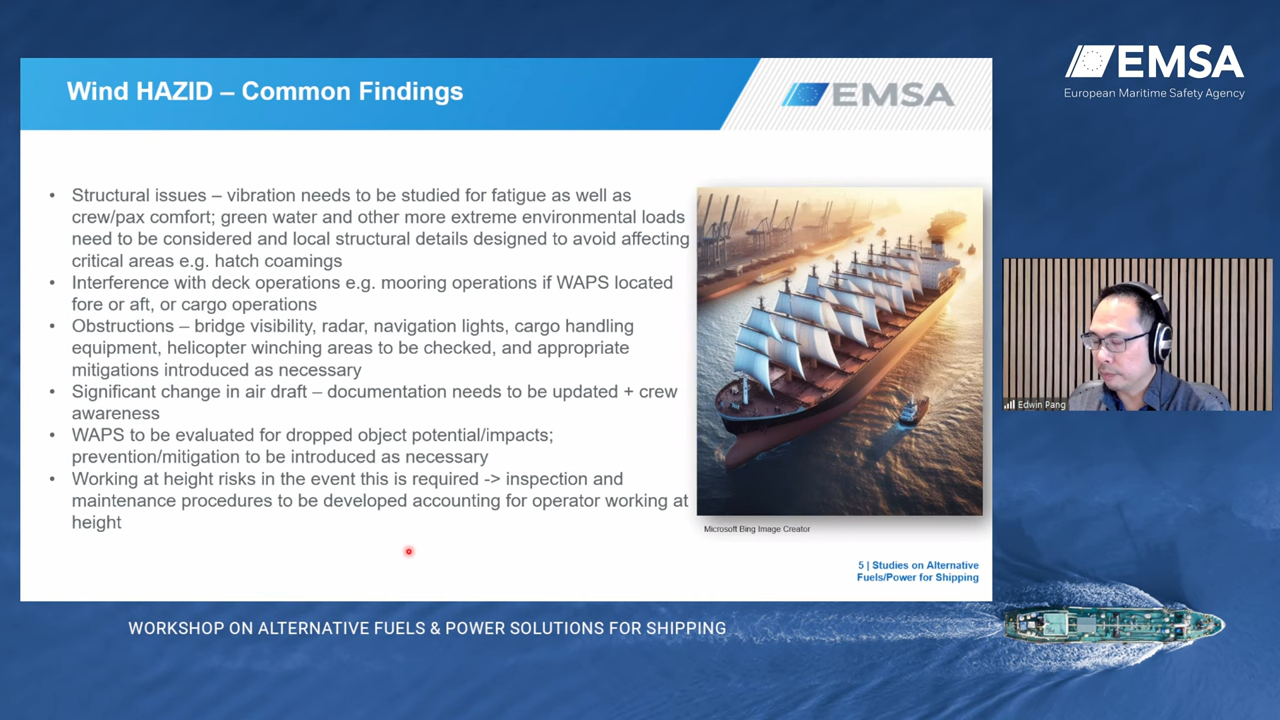 Wind HAZID – Common Findings
EMSA
EMSA
European Maritime Safety Agency
• Structural issues – vibration needs to be studied for fatigue as well as
crew/pax comfort; green water and other more extreme environmental loads
need to be considered and local structural details designed to avoid affecting
critical areas e.g. hatch coamings
• Interference with deck operations e.g. mooring operations if WAPS located
fore or aft, or cargo operations
• Obstructions – bridge visibility, radar, navigation lights, cargo handling
equipment, helicopter winching areas to be checked, and appropriate
mitigations introduced as necessary
• Significant change in air draft – documentation needs to be updated + crew
awareness
• WAPS to be evaluated for dropped object potential/impacts;
prevention/mitigation to be introduced as necessary
• Working at height risks in the event this is required -> inspection and
maintenance procedures to be developed accounting for operator working at
height
Microsoft Bing Image Creator
5 | Studies on Alternative
Fuels/Power for Shipping
Edwin Pang
WORKSHOP ON ALTERNATIVE FUELS & POWER SOLUTIONS FOR SHIPPING